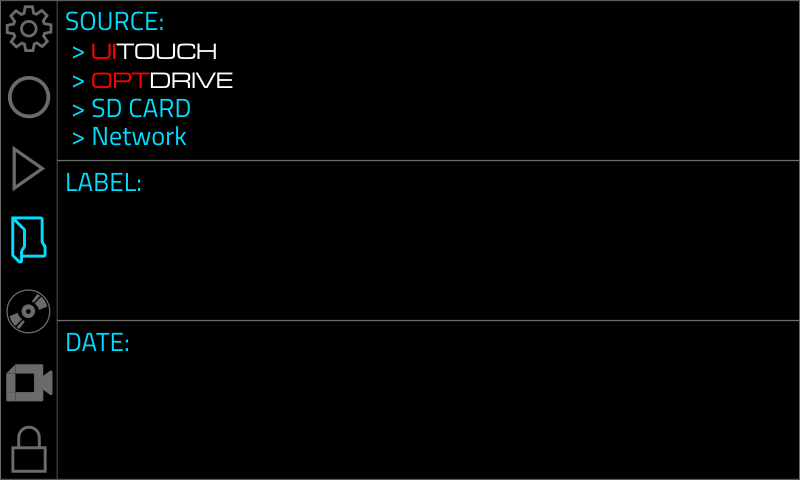 SOURCE:
> UITOUCH
> OPTDRIVE
> SD CARD
> Network
LABEL:
DATE: